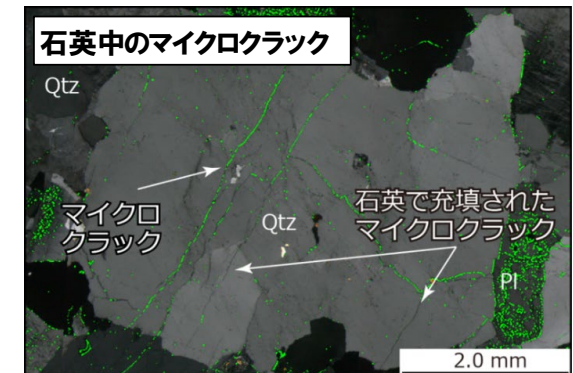 石英中のマイクロクラック
Qtz
マイクロ
クラック
Qtz
石英で充填された
マイクロクラック
Pl
2.0 mm